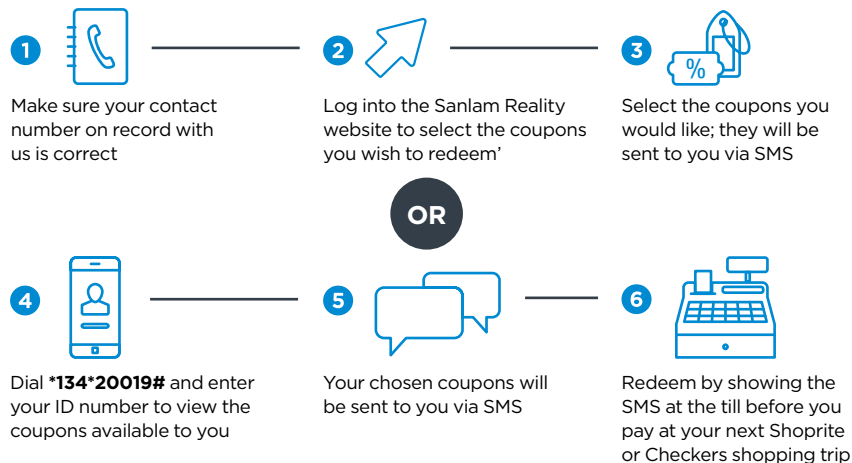 1
Make sure your contact
number on record with
us is correct
2
Log into the Sanlam Reality
website to select the coupons
you wish to redeem’
3
%
Select the coupons you
would like; they will be
sent to you via SMS
OR
4
Dial *134*20019# and enter
your ID number to view the
coupons available to you
5
Your chosen coupons will
be sent to you via SMS
6
Redeem by showing the
SMS at the till before you
pay at your next Shoprite
or Checkers shopping trip